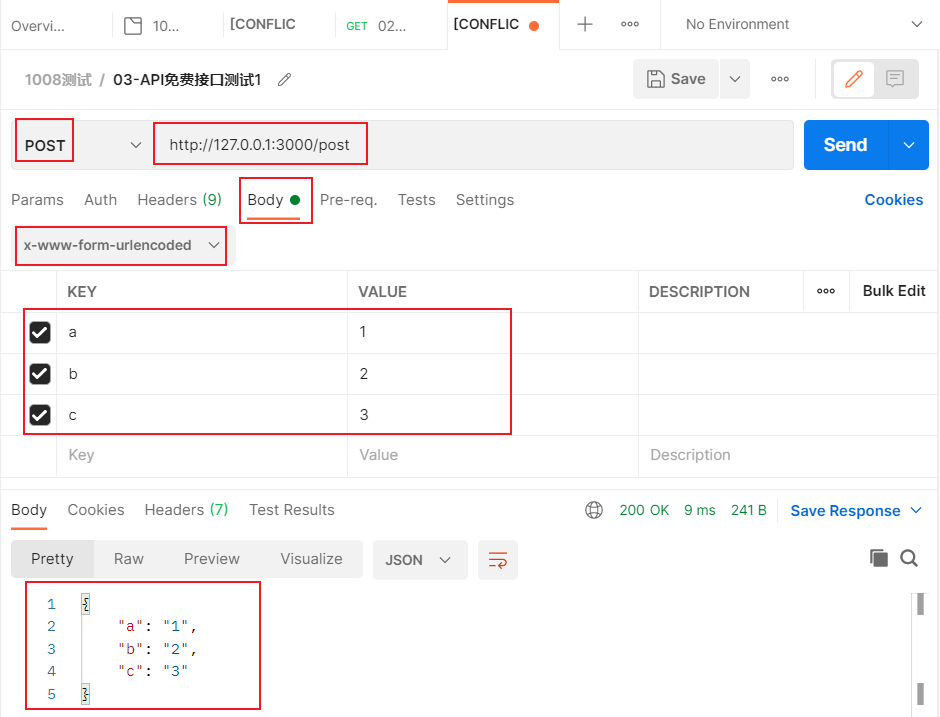 Overvi... 10... [CONFLIC GET 02... [CONFLIC No Environment
1008测试 / 03-API免费接口测试1 Save
POST http://127.0.0.1:3000/post Send
Params Auth Headers (9) Body Pre-req. Tests Settings Cookies
x-www-form-urlencoded
KEY VALUE DESCRIPTION Bulk Edit
a 1
b 2
c 3
Key Value Description
Body Cookies Headers (7) Test Results 200 OK 9 ms 241 B Save Response
Pretty Raw Preview Visualize JSON
1 {
2 "a": "1",
3 "b": "2",
4 "c": "3"
5 }